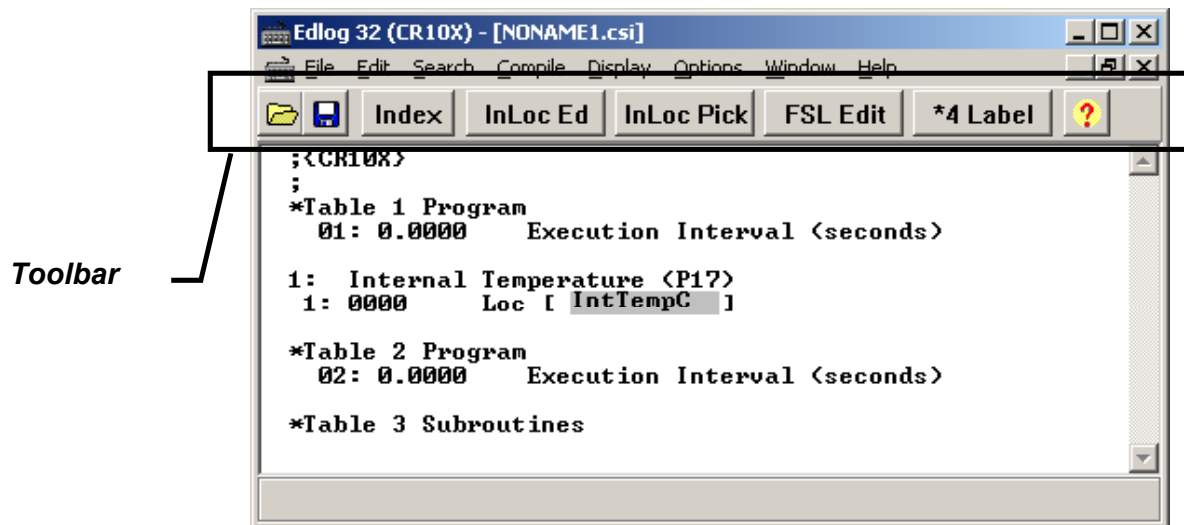 Edlog 32 (CR10X) - [NONAME1.csi]
File Edit Search Compile Display Options Window Help
Index InLoc Ed InLoc Pick FSL Edit *4 Label ?
;{CR10X}
;
*Table 1 Program
01: 0.0000 Execution Interval (seconds)
1: Internal Temperature (P17)
1: 0000 Loc [ IntTempC ]
*Table 2 Program
02: 0.0000 Execution Interval (seconds)
*Table 3 Subroutines
Toolbar